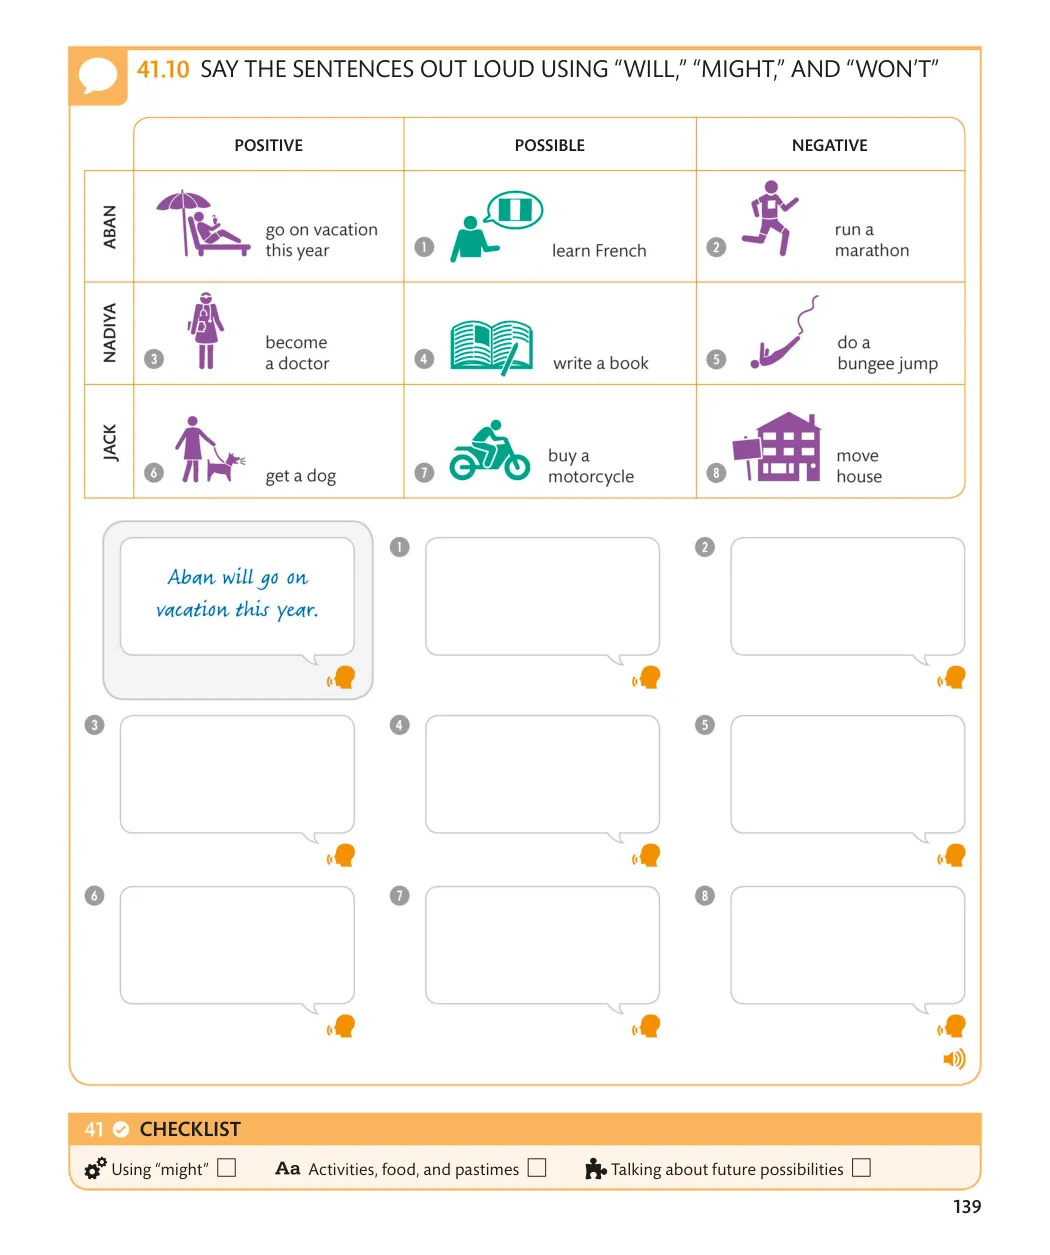 41.10 SAY THE SENTENCES OUT LOUD USING “WILL,” “MIGHT,” AND “WON’T”
POSITIVE
POSSIBLE
NEGATIVE
ABAN
go on vacation
this year
1
learn French
2
run a
marathon
NADIYA
3
become
a doctor
4
write a book
5
do a
bungee jump
JACK
6
get a dog
7
buy a
motorcycle
8
move
house
Aban will go on
vacation this year.
1
2
3
4
5
6
7
8
41 CHECKLIST
Using “might”
Aa Activities, food, and pastimes
Talking about future possibilities
139